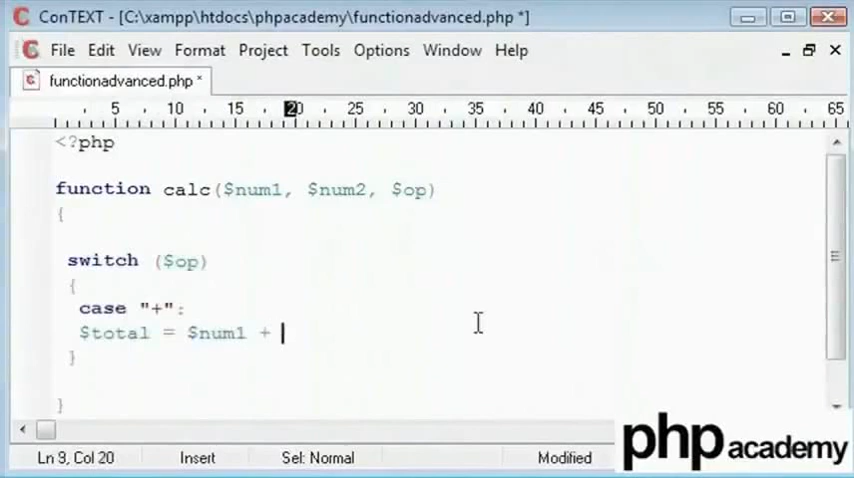 ConTEXT - [C:\xampp\htdocs\phpacademy\functionadvanced.php *]
File Edit View Format Project Tools Options Window Help
functionadvanced.php *
5 10 15 20 25 30 35 40 45 50 55 60 65
<?php
function calc($num1, $num2, $op)
{
switch ($op)
{
case "+":
$total = $num1 +
}
}
Ln 9, Col 20 Insert Sel: Normal Modified
php academy